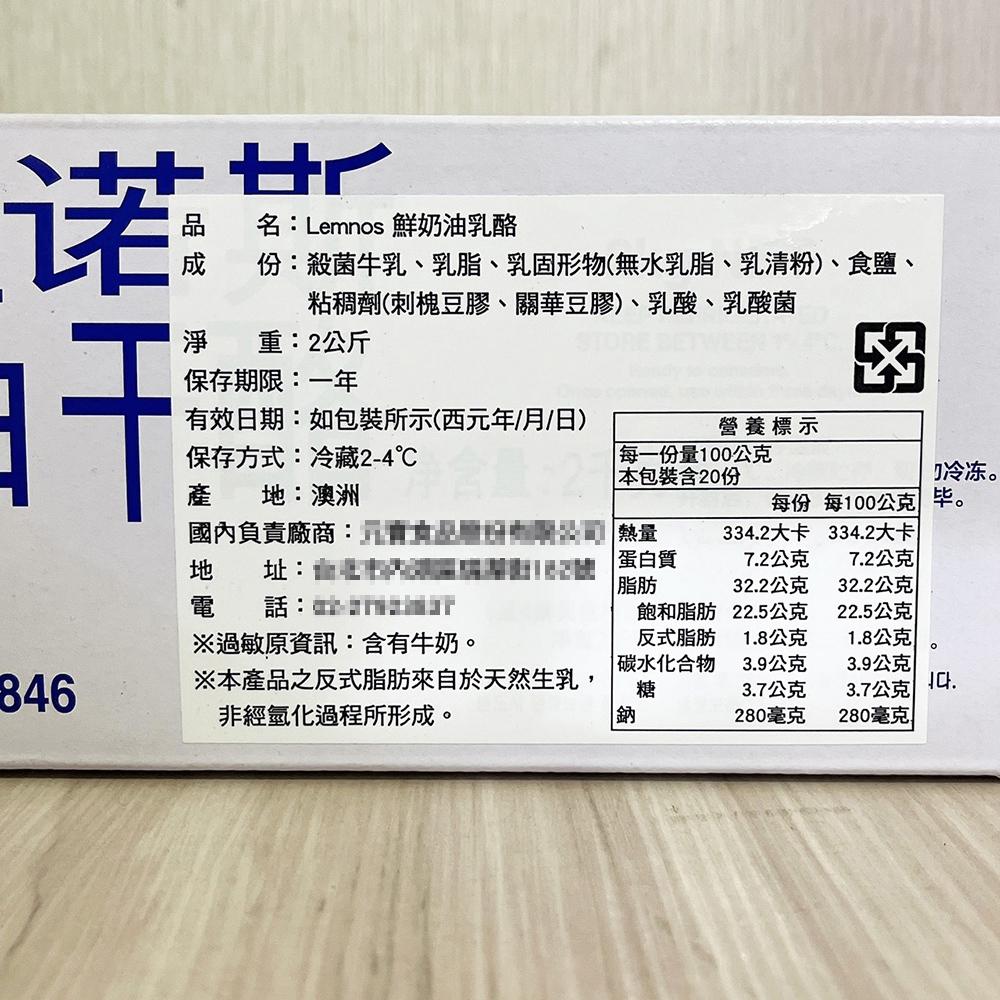 诺斯
干
846
品 名：Lemnos 鮮奶油乳酪
成 份：殺菌牛乳、乳脂、乳固形物(無水乳脂、乳清粉)、食鹽、
粘稠劑(刺槐豆膠、關華豆膠)、乳酸、乳酸菌
淨 重：2公斤
保存期限：一年
有效日期：如包裝所示(西元年/月/日)
保存方式：冷藏2-4℃
產 地：澳洲
國內負責廠商：
地 址：
電 話：
※過敏原資訊：含有牛奶。
※本產品之反式脂肪來自於天然生乳，
非經氫化過程所形成。
STORE BETWEEN
净含量:2
營養標示
每一份量100公克
本包裝含20份
每份 每100公克
熱量 334.2大卡 334.2大卡
蛋白質 7.2公克 7.2公克
脂肪 32.2公克 32.2公克
飽和脂肪 22.5公克 22.5公克
反式脂肪 1.8公克 1.8公克
碳水化合物 3.9公克 3.9公克
糖 3.7公克 3.7公克
鈉 280毫克 280毫克
冷冻。
毕。
다.